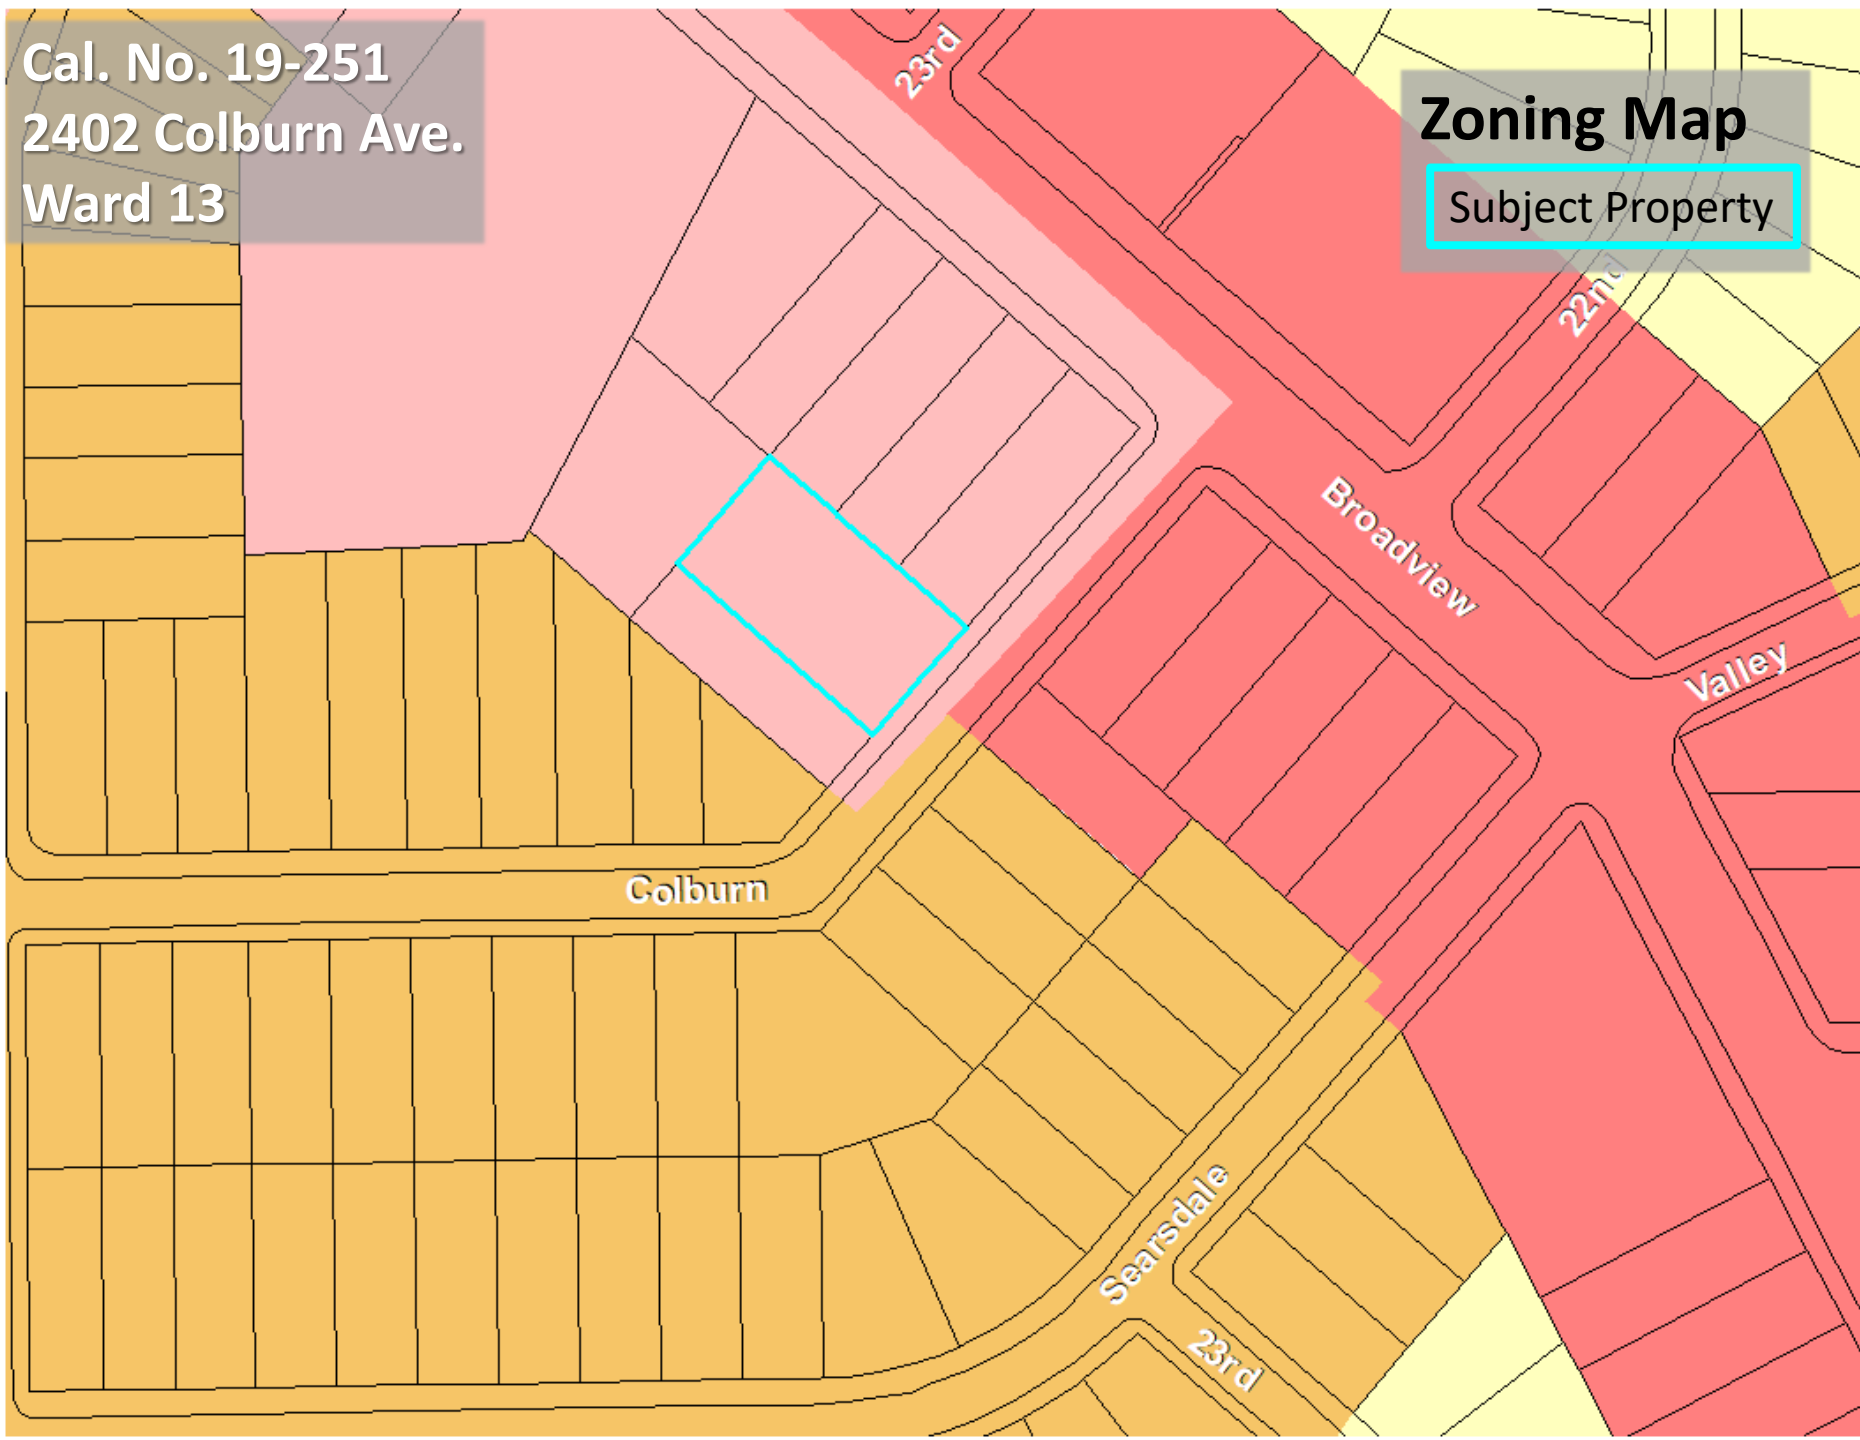 Cal. No. 19-251
2402 Colburn Ave.
Ward 13
Zoning Map
Subject Property
23rd
22nd
Broadview
Valley
Colburn
Searsdale
23rd